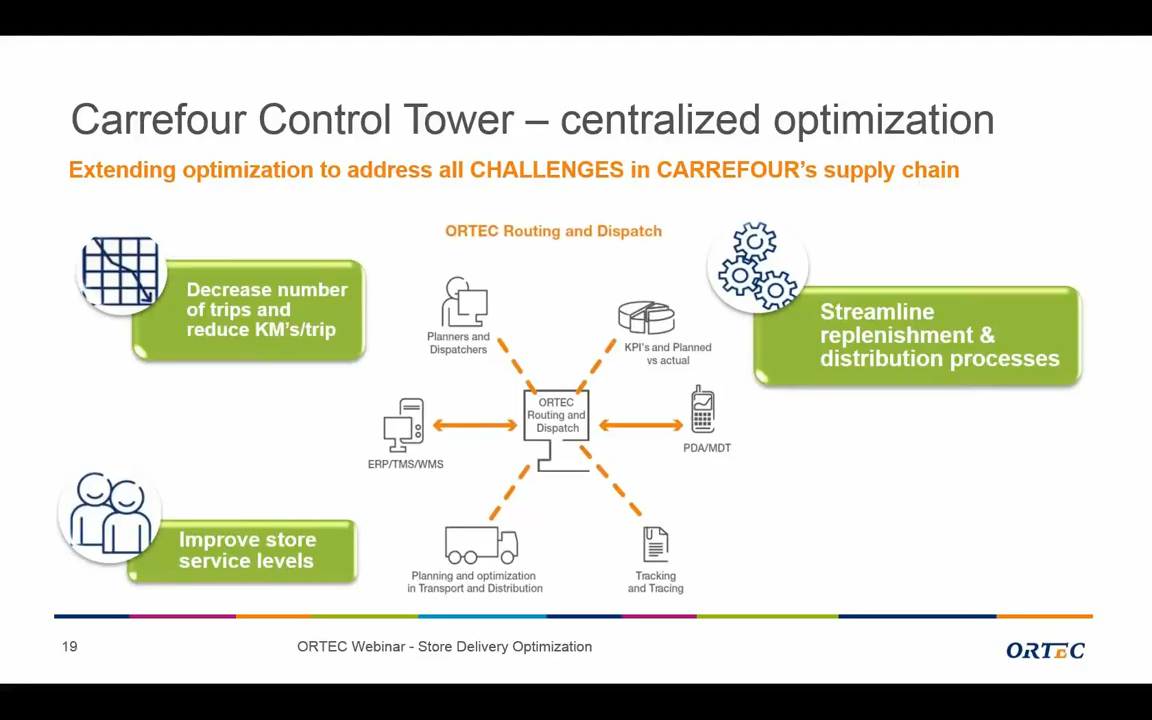 Carrefour Control Tower – centralized optimization
Extending optimization to address all CHALLENGES in CARREFOUR's supply chain
ORTEC Routing and Dispatch
Decrease number
of trips and
reduce KM's/trip
Planners and
Dispatchers
KPI's and Planned
vs actual
Streamline
replenishment &
distribution processes
ORTEC
Routing and
Dispatch
ERP/TMS/WMS
PDA/MDT
Improve store
service levels
Planning and optimization
in Transport and Distribution
Tracking
and Tracing
19
ORTEC Webinar - Store Delivery Optimization
ORTEC